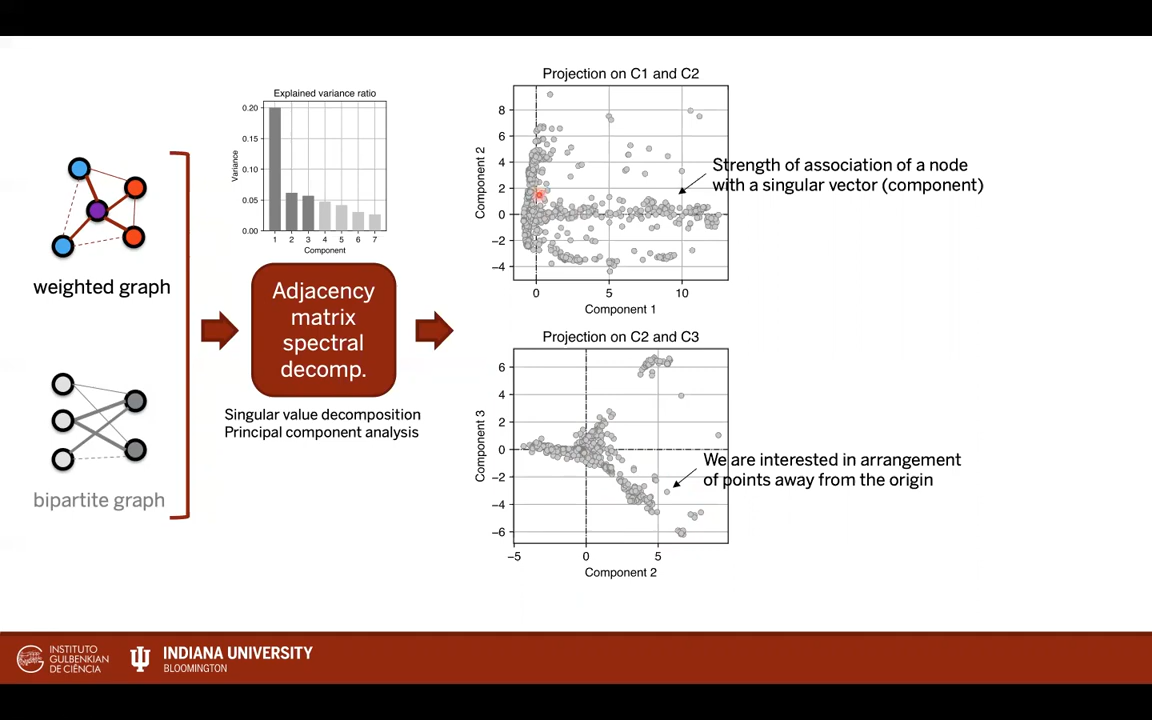 weighted graph
bipartite graph
Explained variance ratio
Variance
0.20
0.15
0.10
0.05
0.00
1 2 3 4 5 6 7
Component
Adjacency
matrix
spectral
decomp.
Singular value decomposition
Principal component analysis
Projection on C1 and C2
Component 2
8
6
4
2
0
−2
−4
0 5 10
Component 1
Strength of association of a node
with a singular vector (component)
Projection on C2 and C3
Component 3
6
4
2
0
−2
−4
−6
−5 0 5
Component 2
We are interested in arrangement
of points away from the origin
INSTITUTO
GULBENKIAN
DE CIÊNCIA
INDIANA UNIVERSITY
BLOOMINGTON